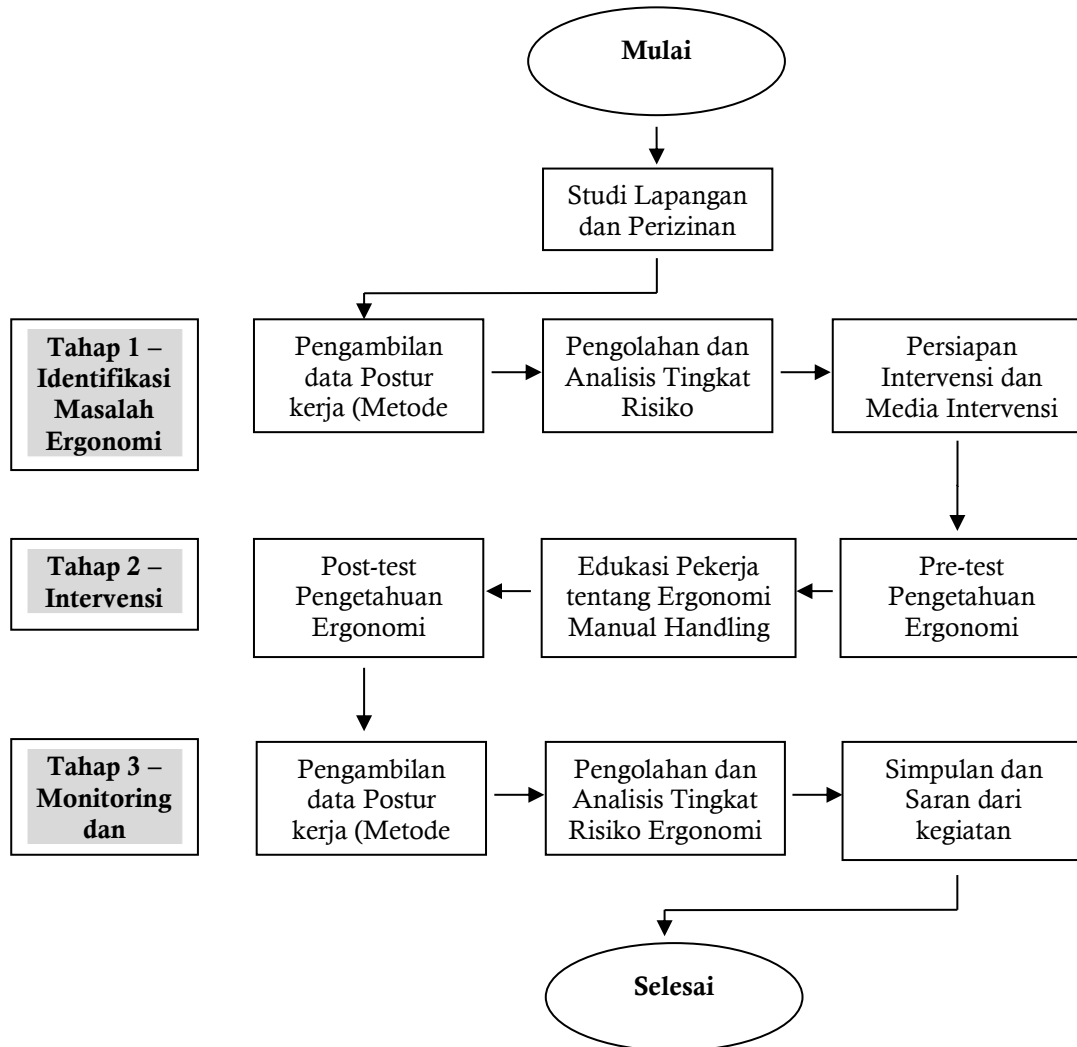 Mulai
Studi Lapangan
dan Perizinan
Tahap 1 –
Identifikasi
Masalah
Ergonomi
Pengambilan
data Postur
kerja (Metode
Pengolahan dan
Analisis Tingkat
Risiko
Persiapan
Intervensi dan
Media Intervensi
Tahap 2 –
Intervensi
Post-test
Pengetahuan
Ergonomi
Edukasi Pekerja
tentang Ergonomi
Manual Handling
Pre-test
Pengetahuan
Ergonomi
Tahap 3 –
Monitoring
dan
Pengambilan
data Postur
kerja (Metode
Pengolahan dan
Analisis Tingkat
Risiko Ergonomi
Simpulan dan
Saran dari
kegiatan
Selesai